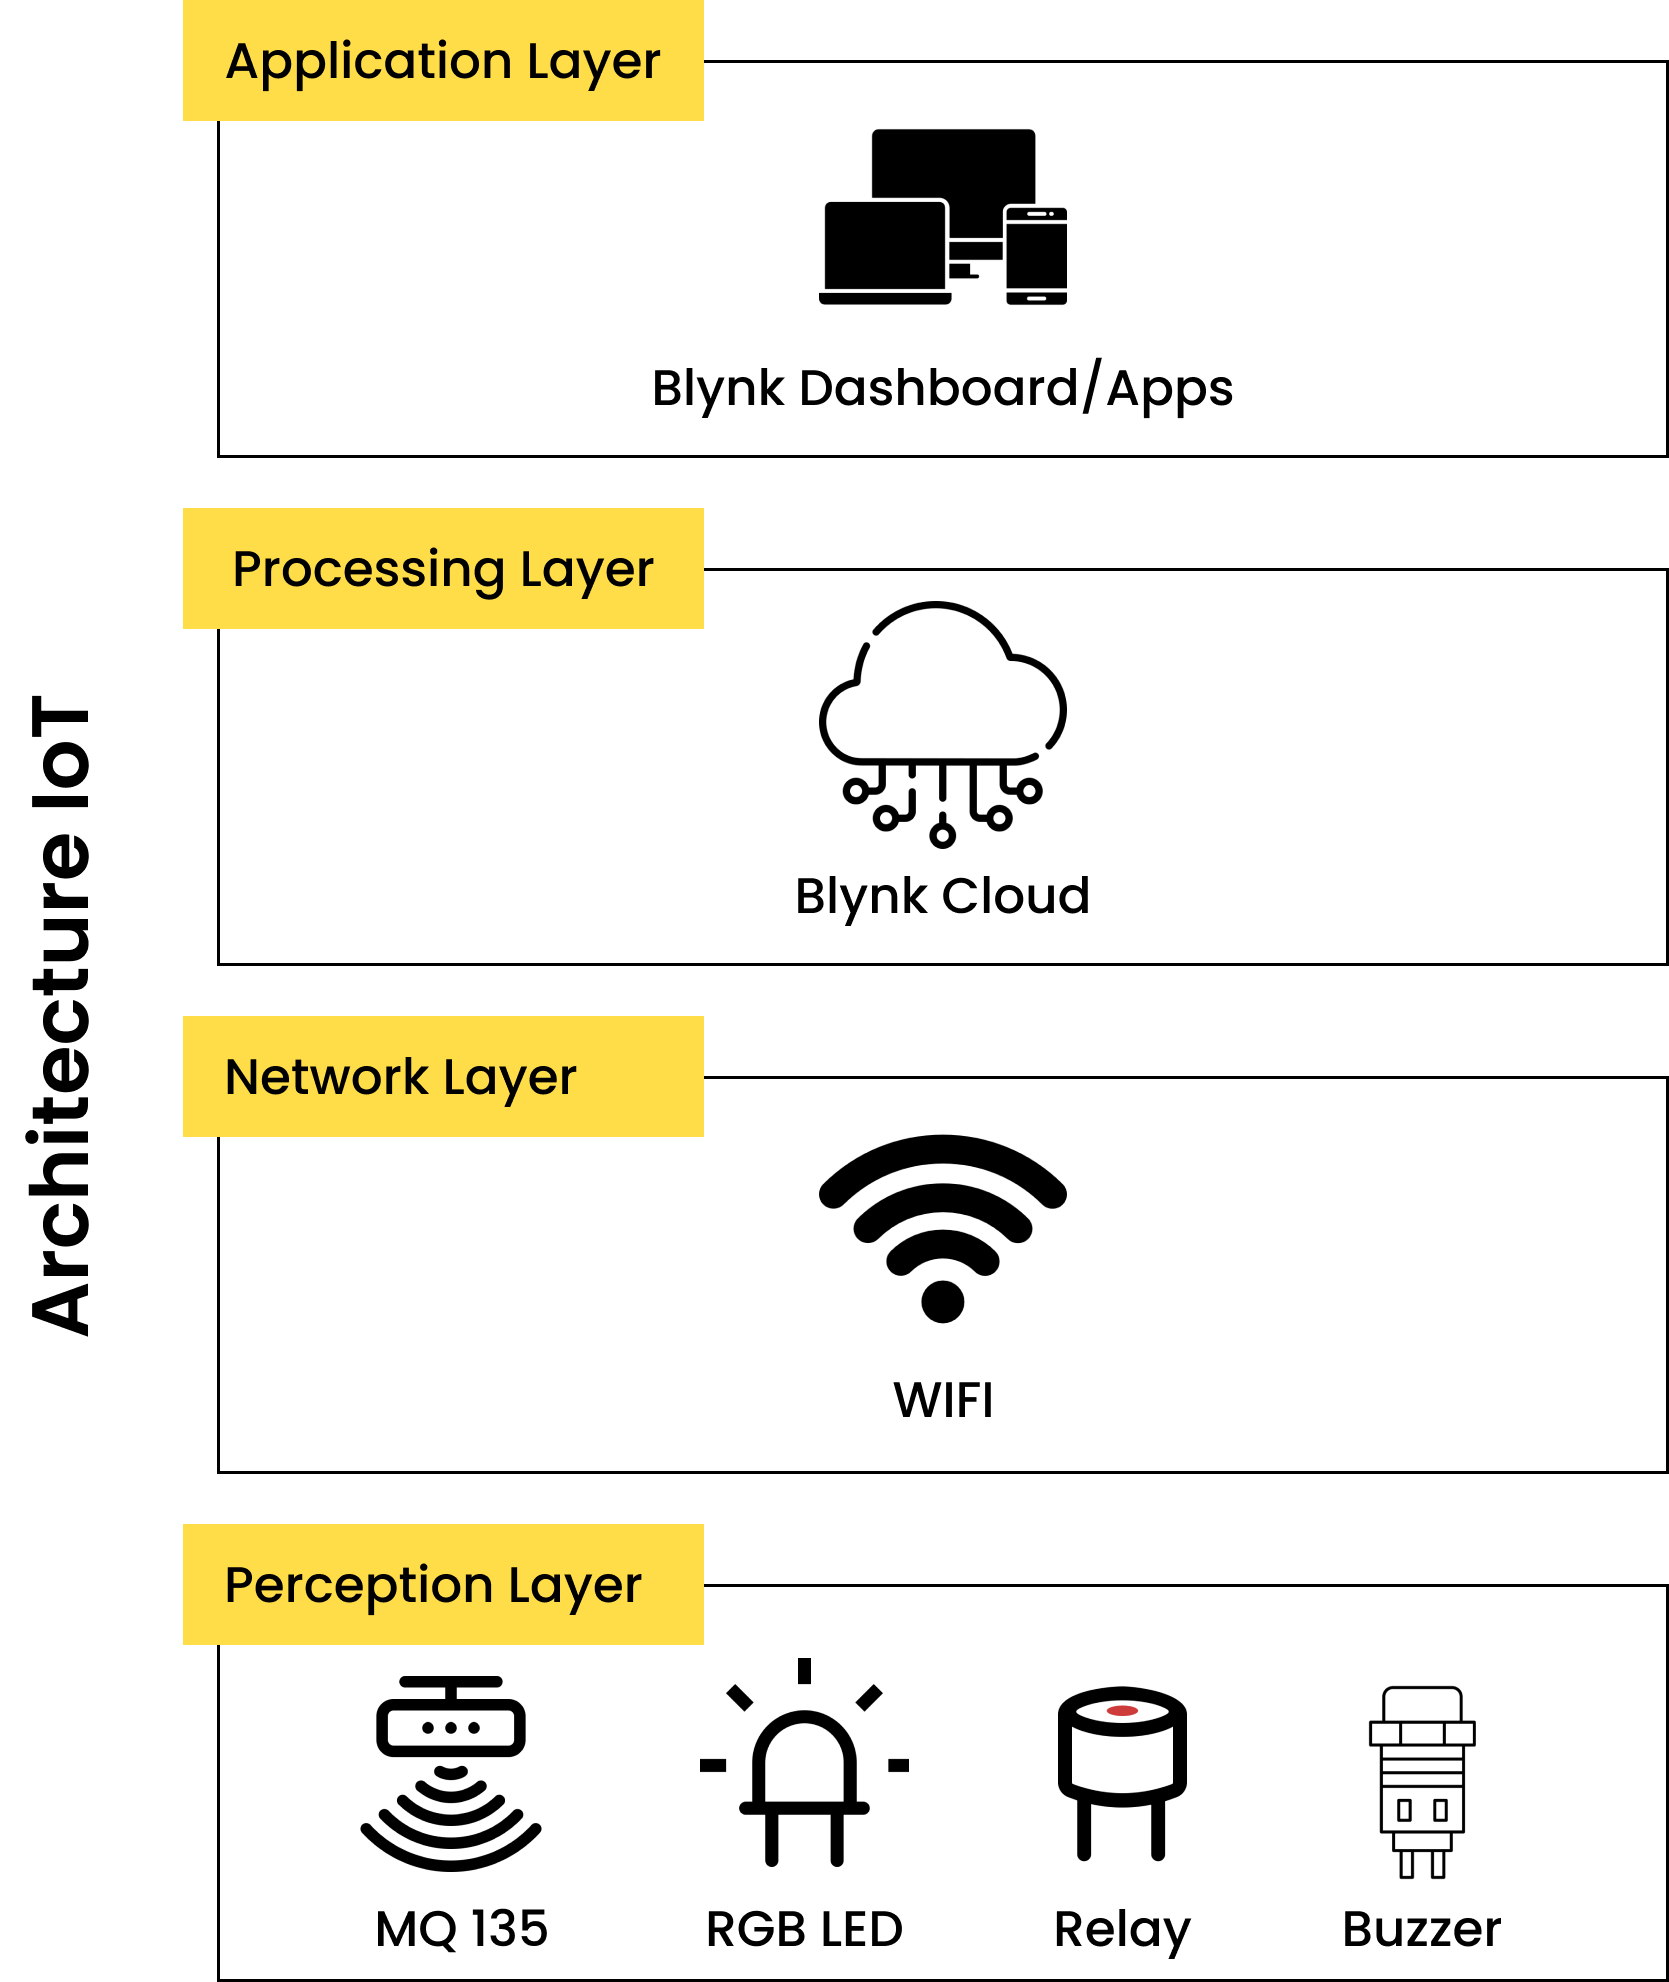 Application Layer
Blynk Dashboard/Apps
Processing Layer
Blynk Cloud
Architecture IoT
Network Layer
WIFI
Perception Layer
MQ 135
RGB LED
Relay
Buzzer